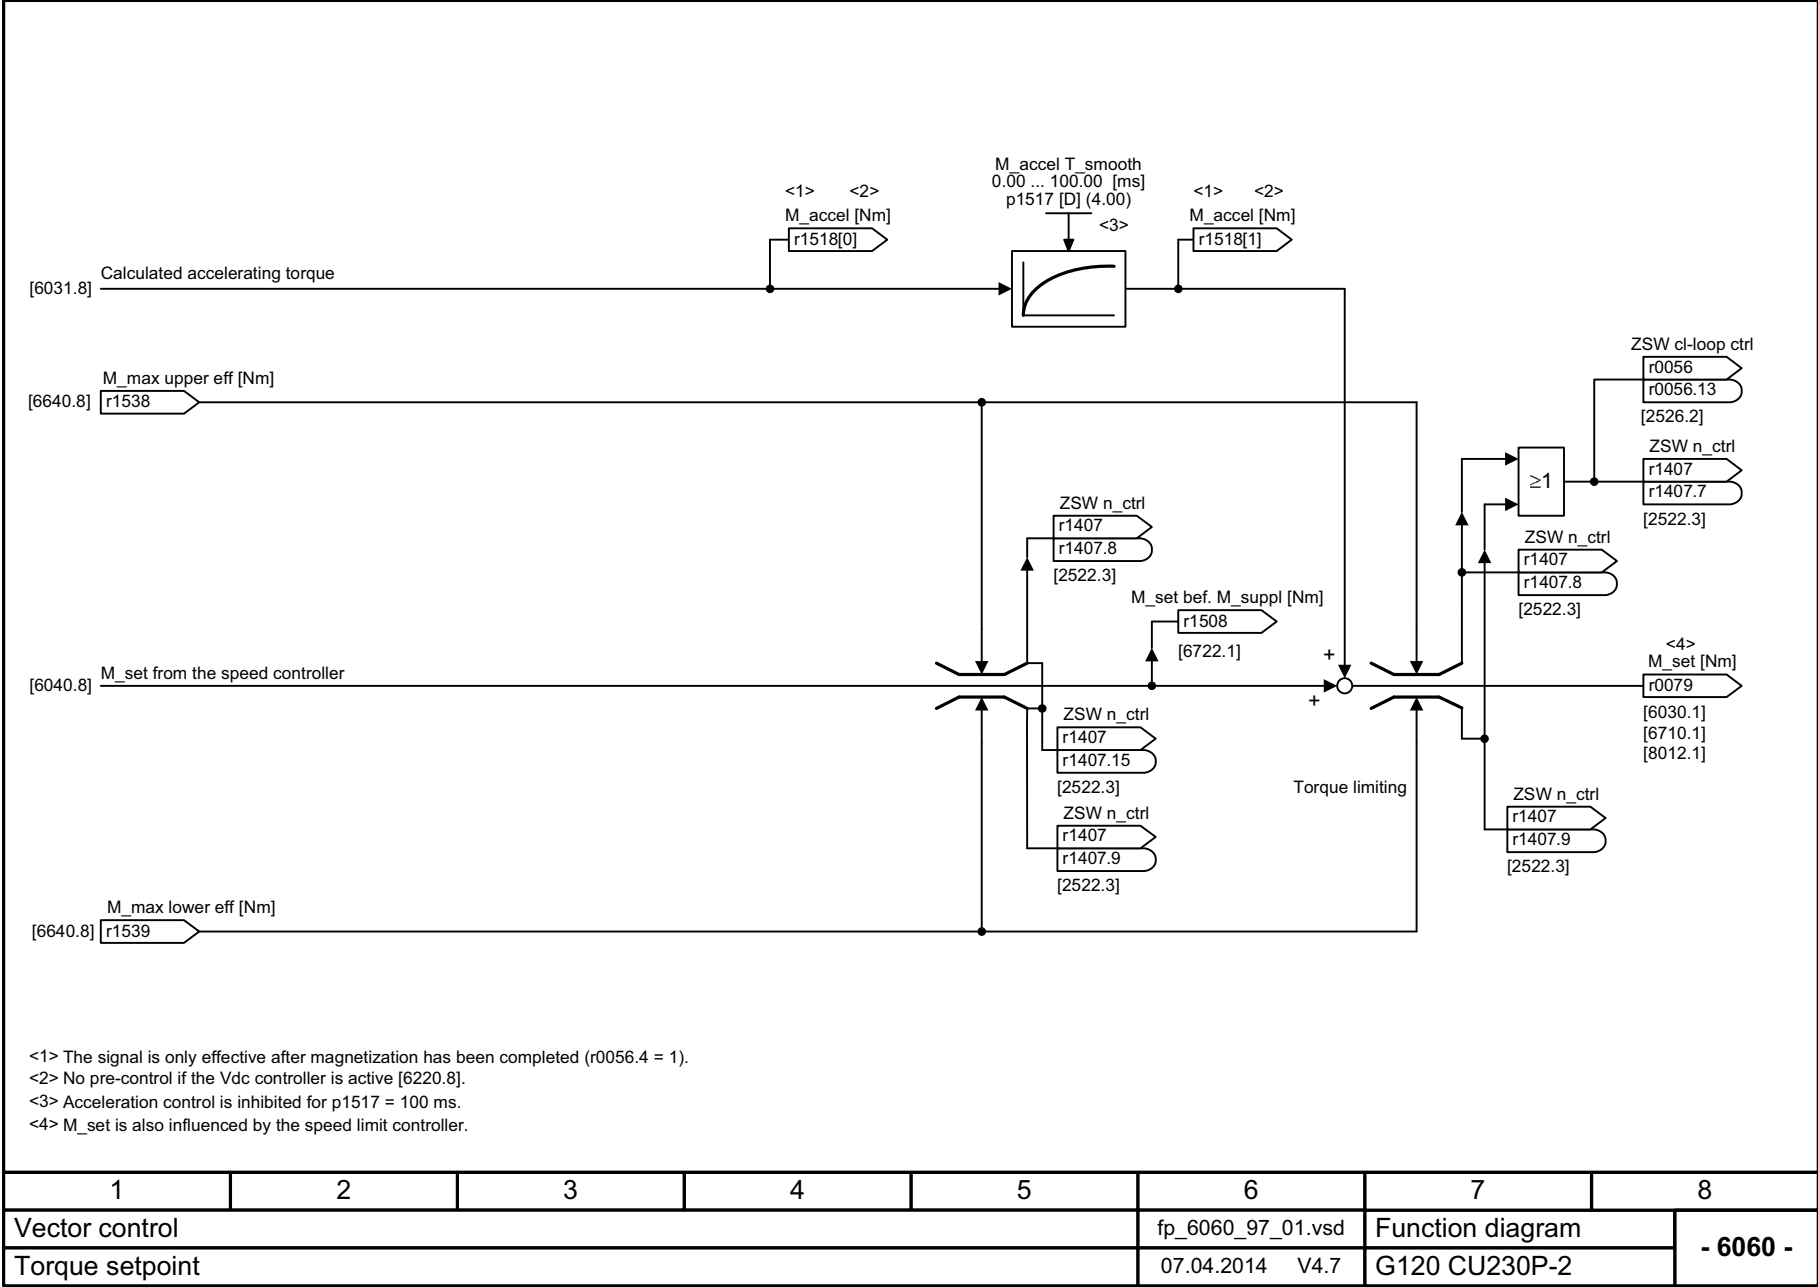 M_accel T_smooth
0.00 ... 100.00 [ms]
p1517 [D] (4.00)
<3>
<1> <2>
M_accel [Nm]
r1518[0]
<1> <2>
M_accel [Nm]
r1518[1]
Calculated accelerating torque
[6031.8]
M_max upper eff [Nm]
[6640.8] r1538
ZSW cl-loop ctrl
r0056
r0056.13
[2526.2]
≥1
ZSW n_ctrl
r1407
r1407.7
[2522.3]
ZSW n_ctrl
r1407
r1407.8
[2522.3]
ZSW n_ctrl
r1407
r1407.8
[2522.3]
M_set bef. M_suppl [Nm]
r1508
[6722.1]
M_set from the speed controller
[6040.8]
+
+
<4>
M_set [Nm]
r0079
[6030.1]
[6710.1]
[8012.1]
ZSW n_ctrl
r1407
r1407.15
[2522.3]
Torque limiting
ZSW n_ctrl
r1407
r1407.9
[2522.3]
ZSW n_ctrl
r1407
r1407.9
[2522.3]
M_max lower eff [Nm]
[6640.8] r1539
<1> The signal is only effective after magnetization has been completed (r0056.4 = 1).
<2> No pre-control if the Vdc controller is active [6220.8].
<3> Acceleration control is inhibited for p1517 = 100 ms.
<4> M_set is also influenced by the speed limit controller.
1 2 3 4 5 6 7 8
Vector control fp_6060_97_01.vsd Function diagram
- 6060 -
Torque setpoint 07.04.2014 V4.7 G120 CU230P-2